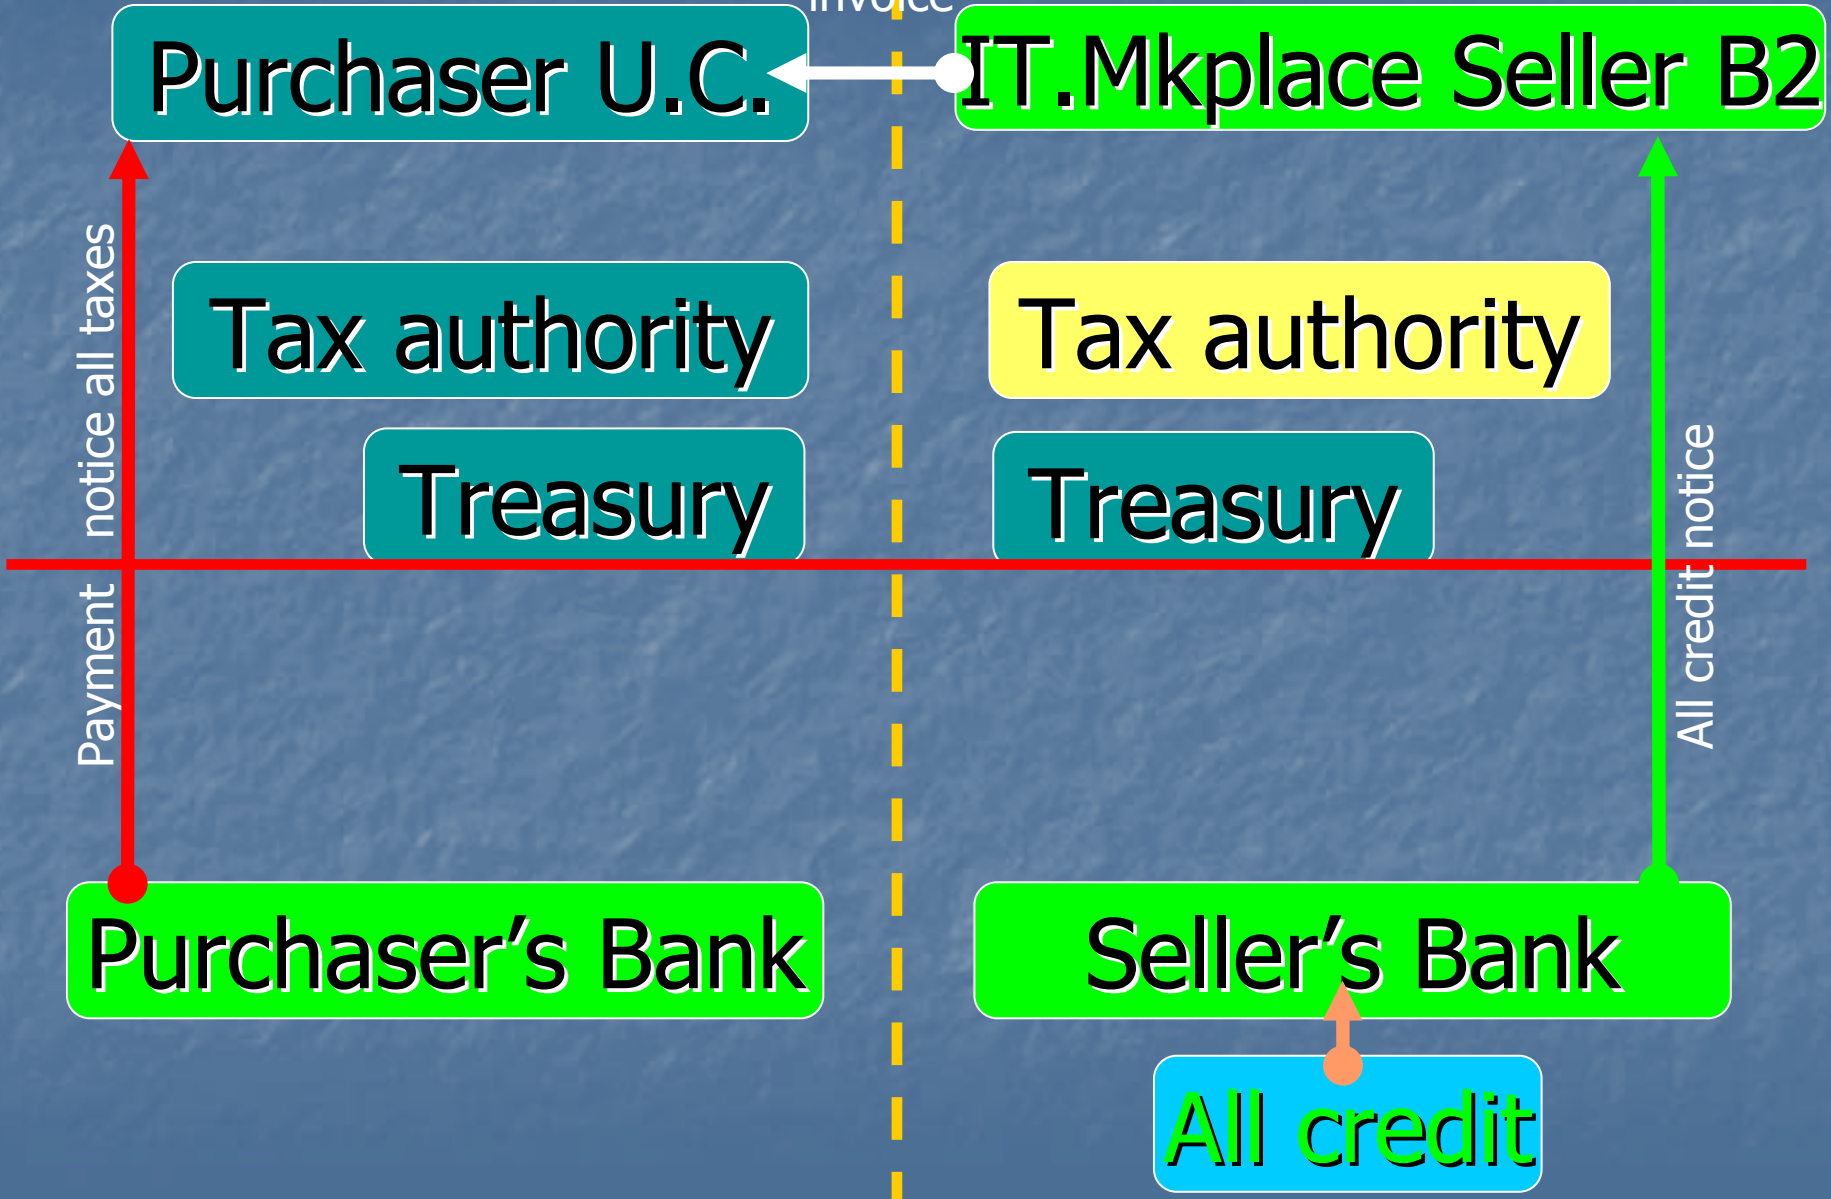 invoice
Purchaser U.C.
IT.Mkplace Seller B2
Payment notice all taxes
Tax authority
Tax authority
Treasury
Treasury
All credit notice
Purchaser’s Bank
Seller’s Bank
All credit